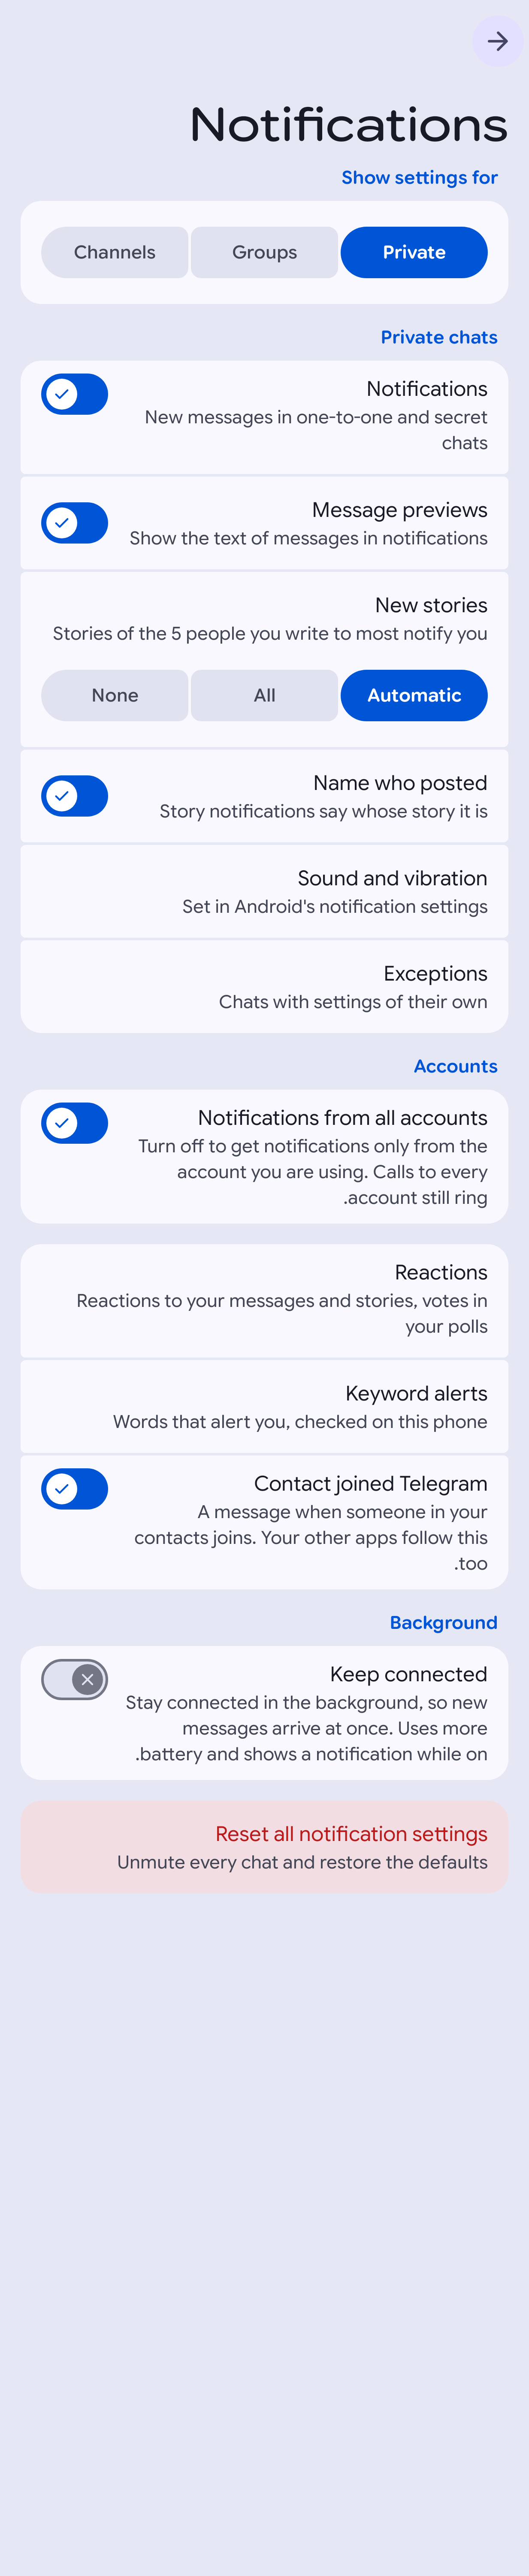 Notifications
Show settings for
Private
Groups
Channels
Private chats
Notifications
New messages in one-to-one and secret
chats
Message previews
Show the text of messages in notifications
New stories
Stories of the 5 people you write to most notify you
Automatic
All
None
Name who posted
Story notifications say whose story it is
Sound and vibration
Set in Android's notification settings
Exceptions
Chats with settings of their own
Accounts
Notifications from all accounts
Turn off to get notifications only from the
account you are using. Calls to every
.account still ring
Reactions
Reactions to your messages and stories, votes in
your polls
Keyword alerts
Words that alert you, checked on this phone
Contact joined Telegram
A message when someone in your
contacts joins. Your other apps follow this
.too
Background
Keep connected
Stay connected in the background, so new
messages arrive at once. Uses more
.battery and shows a notification while on
Reset all notification settings
Unmute every chat and restore the defaults